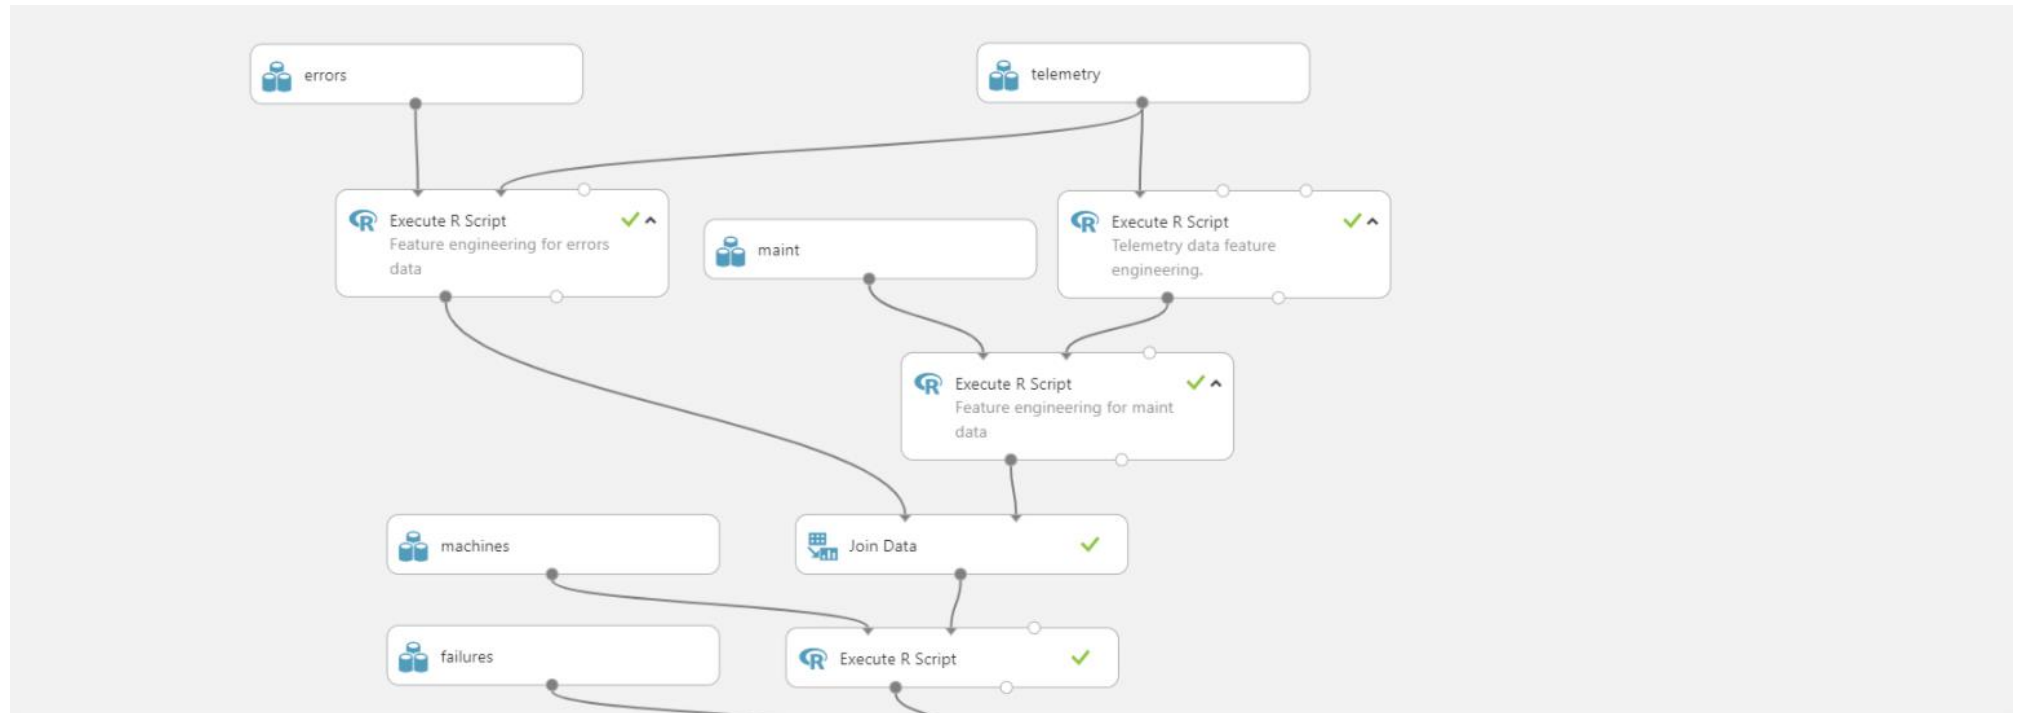 errors
telemetry
Execute R Script
Feature engineering for errors
data
maint
Execute R Script
Telemetry data feature
engineering.
Execute R Script
Feature engineering for maint
data
machines
Join Data
failures
Execute R Script